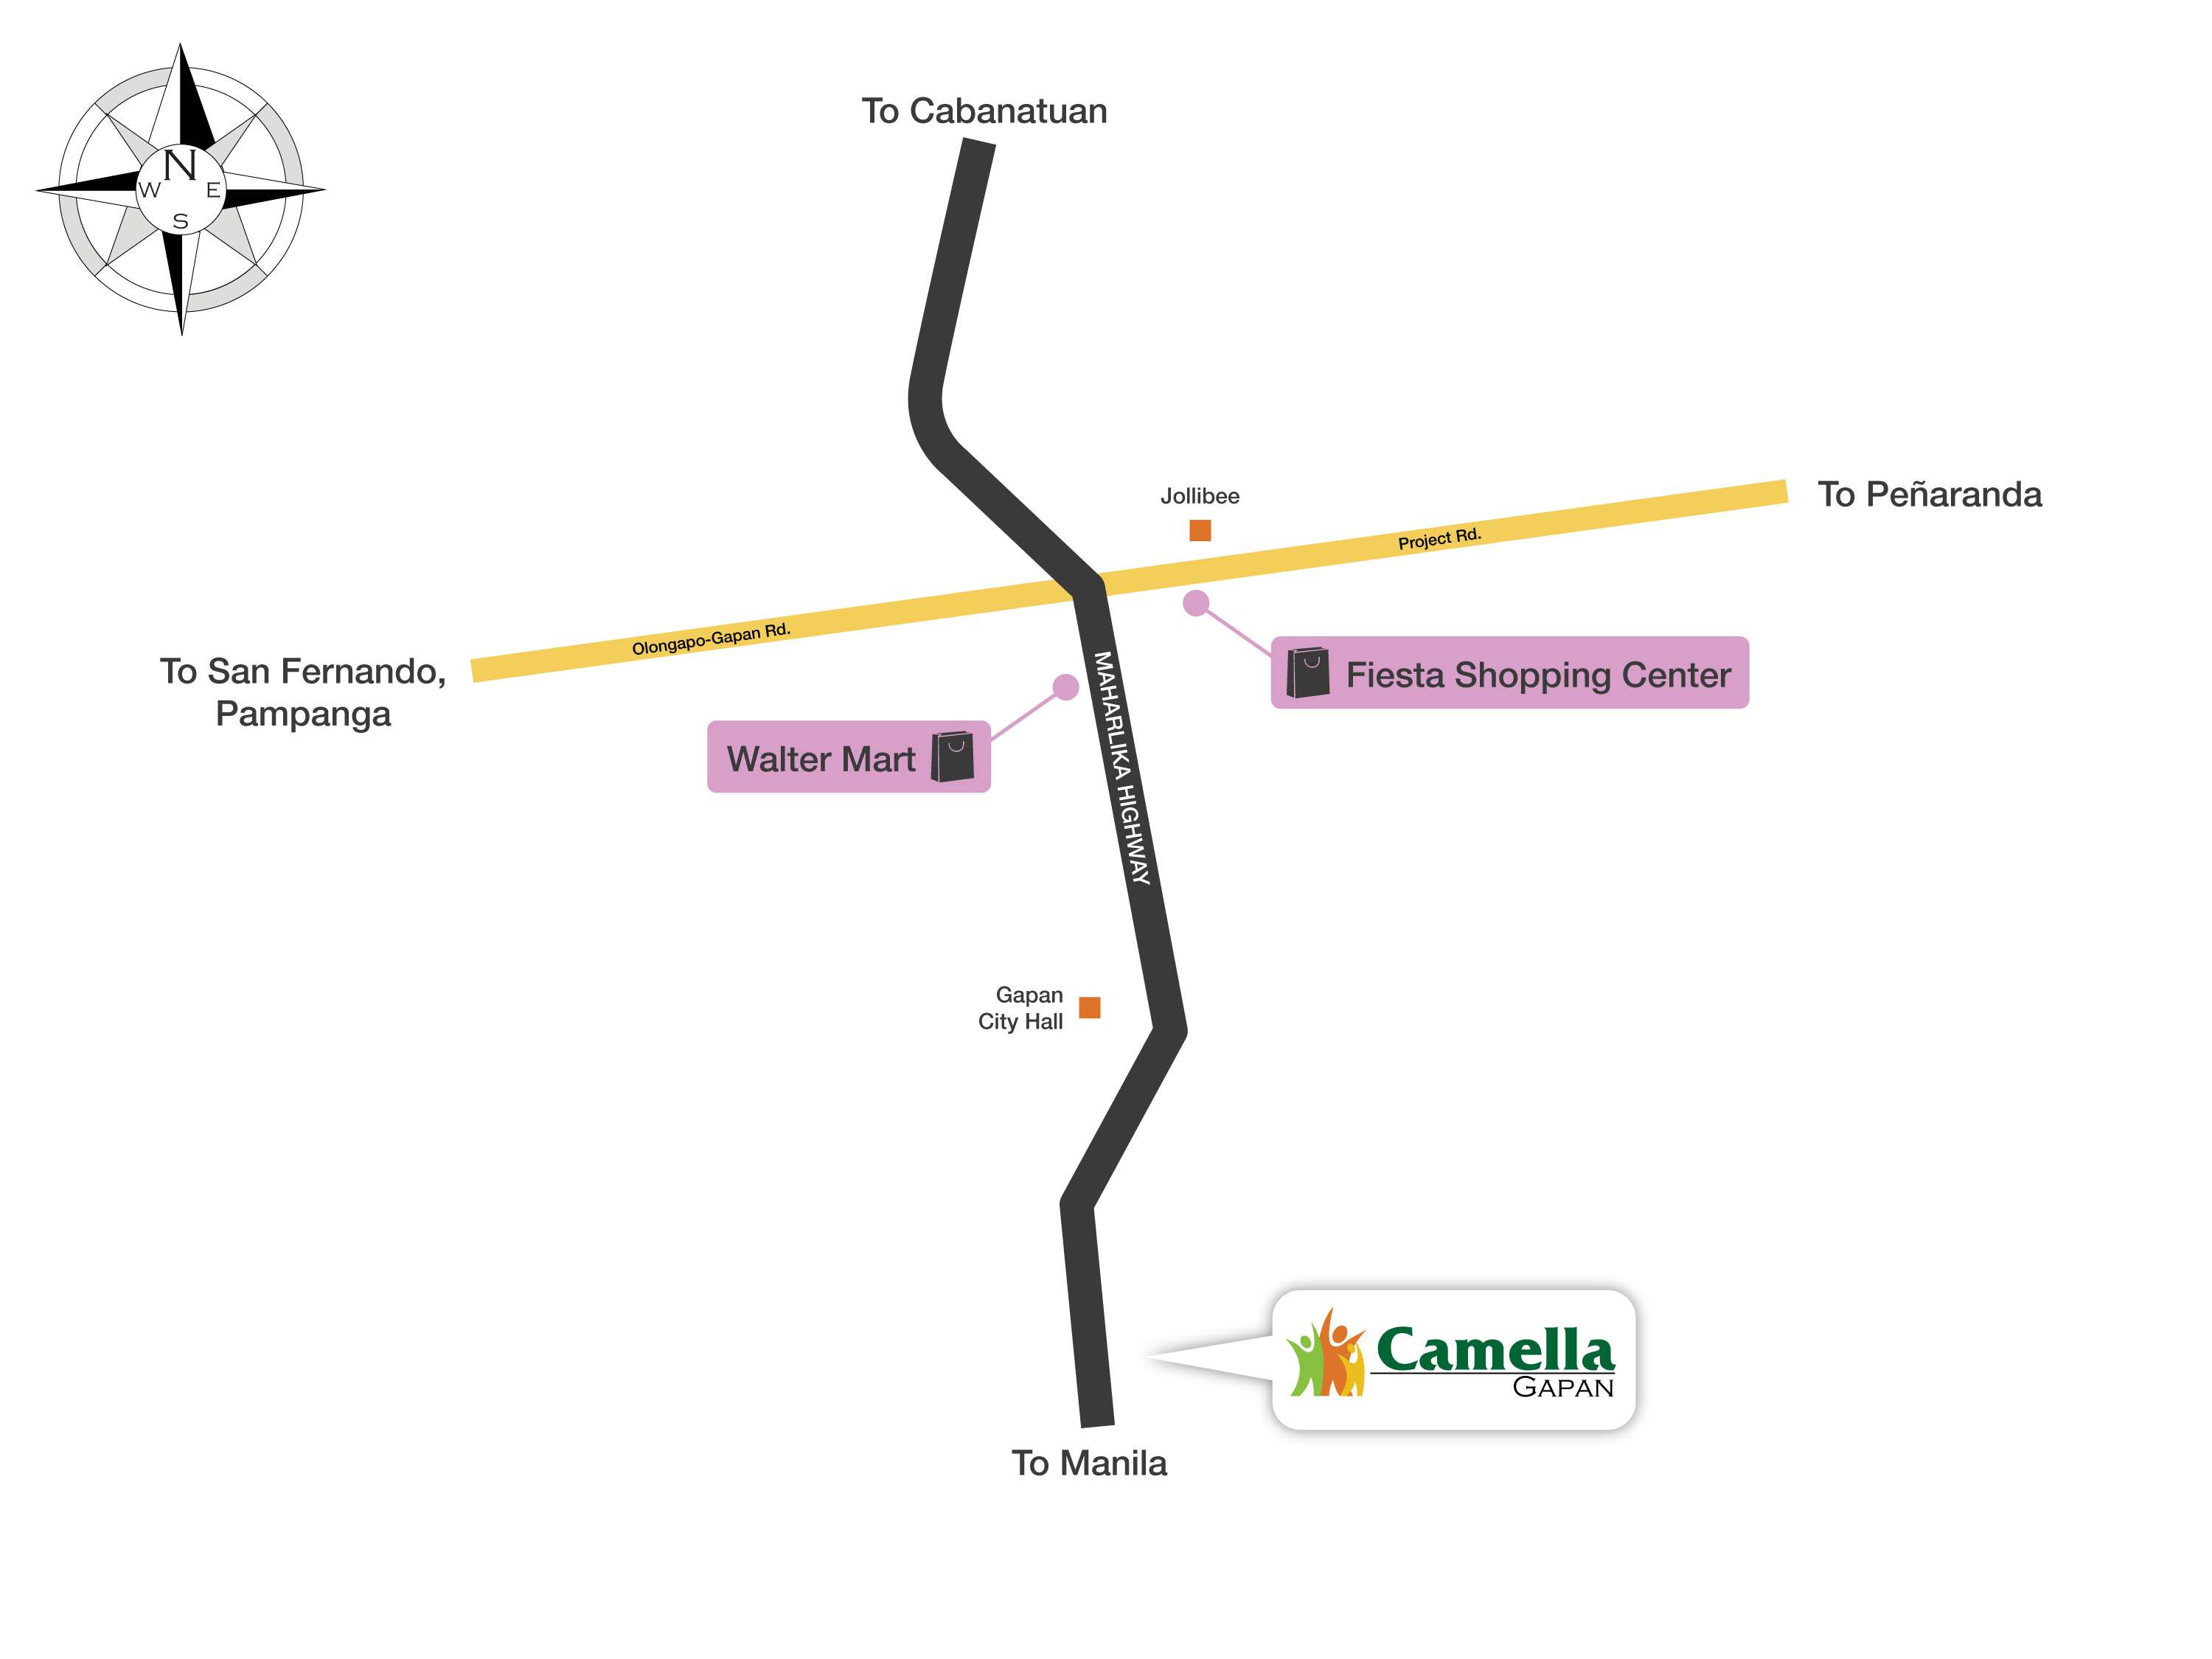 N
W E
S
To Cabanatuan
Jollibee
To Peñaranda
Project Rd.
Olongapo-Gapan Rd.
To San Fernando,
Pampanga
Fiesta Shopping Center
Walter Mart
MAHARLIKA HIGHWAY
Gapan
City Hall
Camella
GAPAN
To Manila